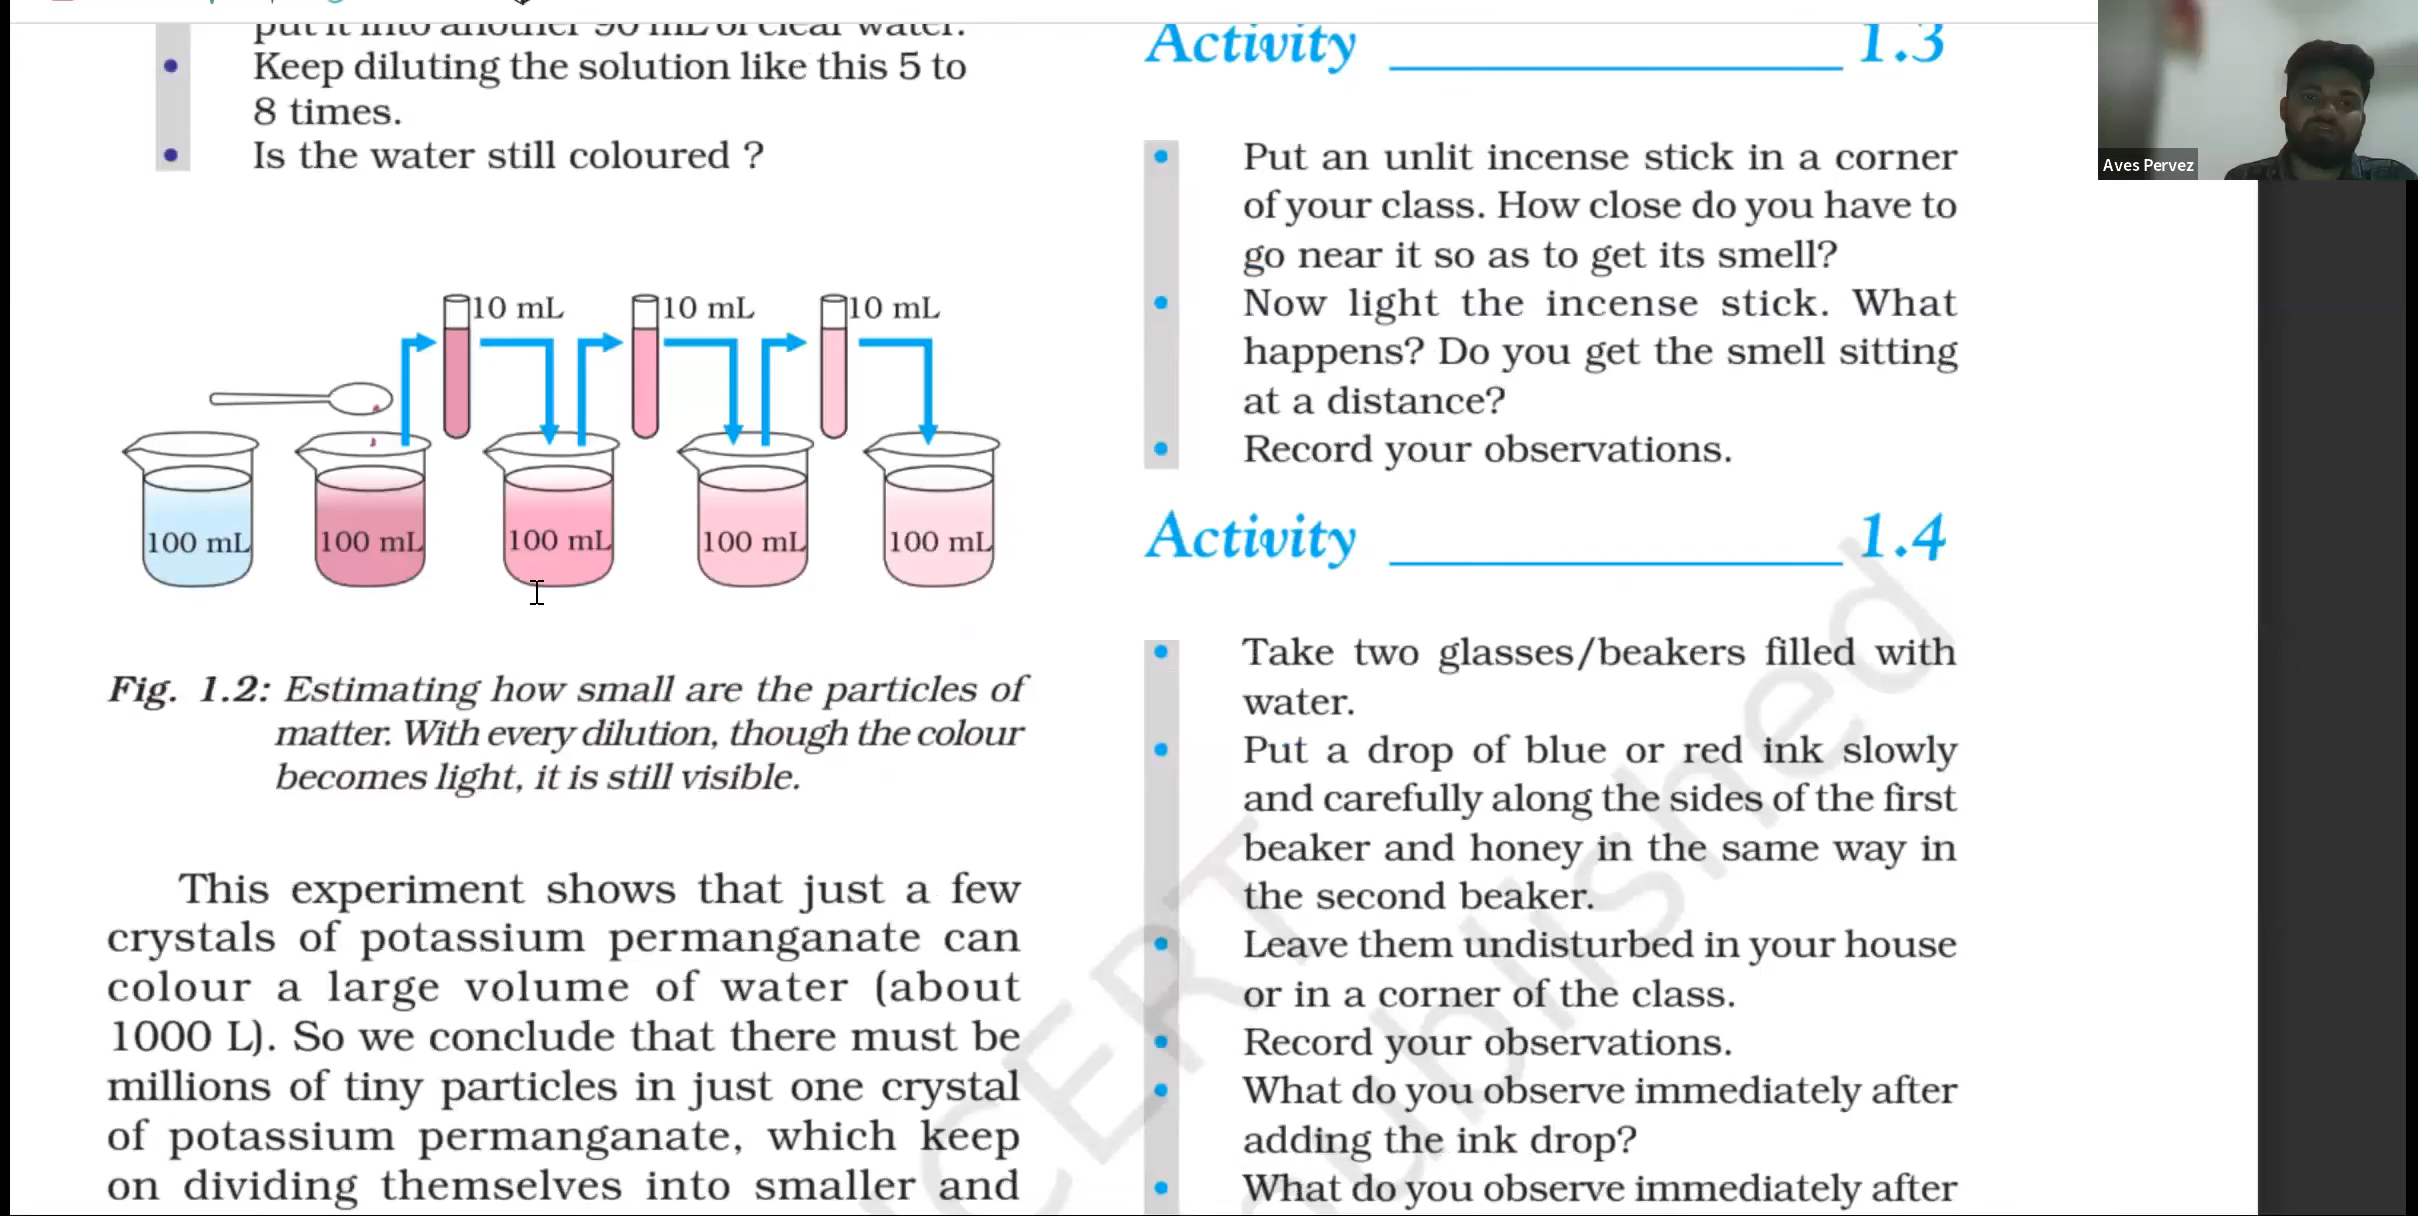 put it into another 90 mL of clear water.
• Keep diluting the solution like this 5 to
8 times.
• Is the water still coloured ?
10 mL
10 mL
10 mL
100 mL
100 mL
100 mL
100 mL
100 mL
Fig. 1.2: Estimating how small are the particles of
matter. With every dilution, though the colour
becomes light, it is still visible.
This experiment shows that just a few
crystals of potassium permanganate can
colour a large volume of water (about
1000 L). So we conclude that there must be
millions of tiny particles in just one crystal
of potassium permanganate, which keep
on dividing themselves into smaller and
Activity 1.3
• Put an unlit incense stick in a corner
of your class. How close do you have to
go near it so as to get its smell?
• Now light the incense stick. What
happens? Do you get the smell sitting
at a distance?
• Record your observations.
Activity 1.4
• Take two glasses/beakers filled with
water.
• Put a drop of blue or red ink slowly
and carefully along the sides of the first
beaker and honey in the same way in
the second beaker.
• Leave them undisturbed in your house
or in a corner of the class.
• Record your observations.
• What do you observe immediately after
adding the ink drop?
• What do you observe immediately after
Aves Pervez